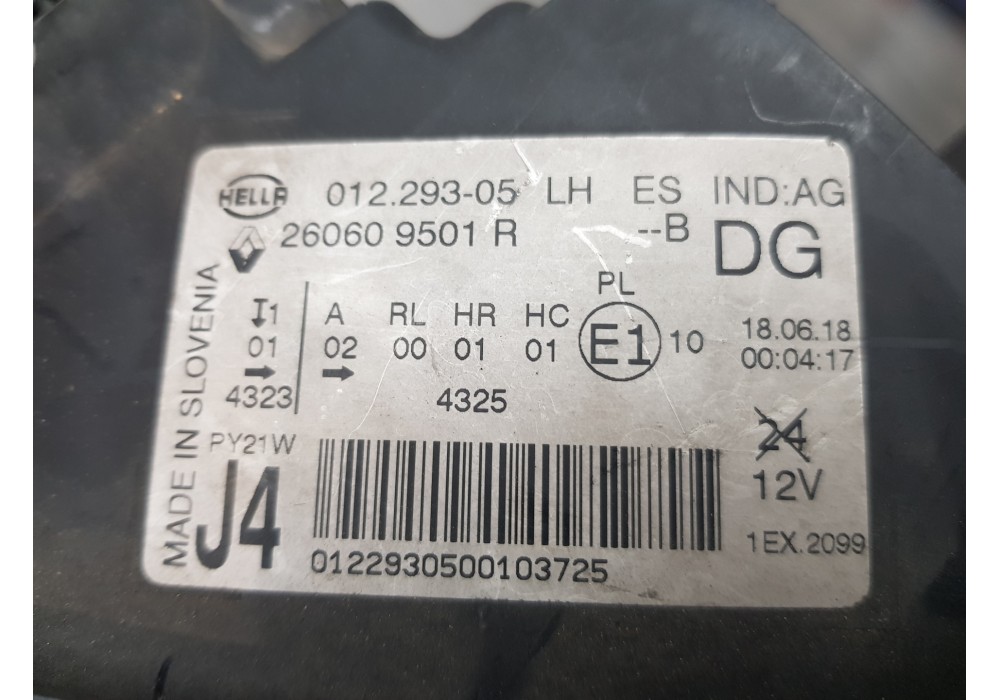 HELLA 012.293-05 LH ES IND:AG
26060 9501 R --B DG
PL
1 A RL HR HC E1 10 18.06.18
01 02 00 01 01 00:04:17
4323 4325
PY21W 24
J4 12V
MADE IN SLOVENIA
1EX.2099
0122930500103725